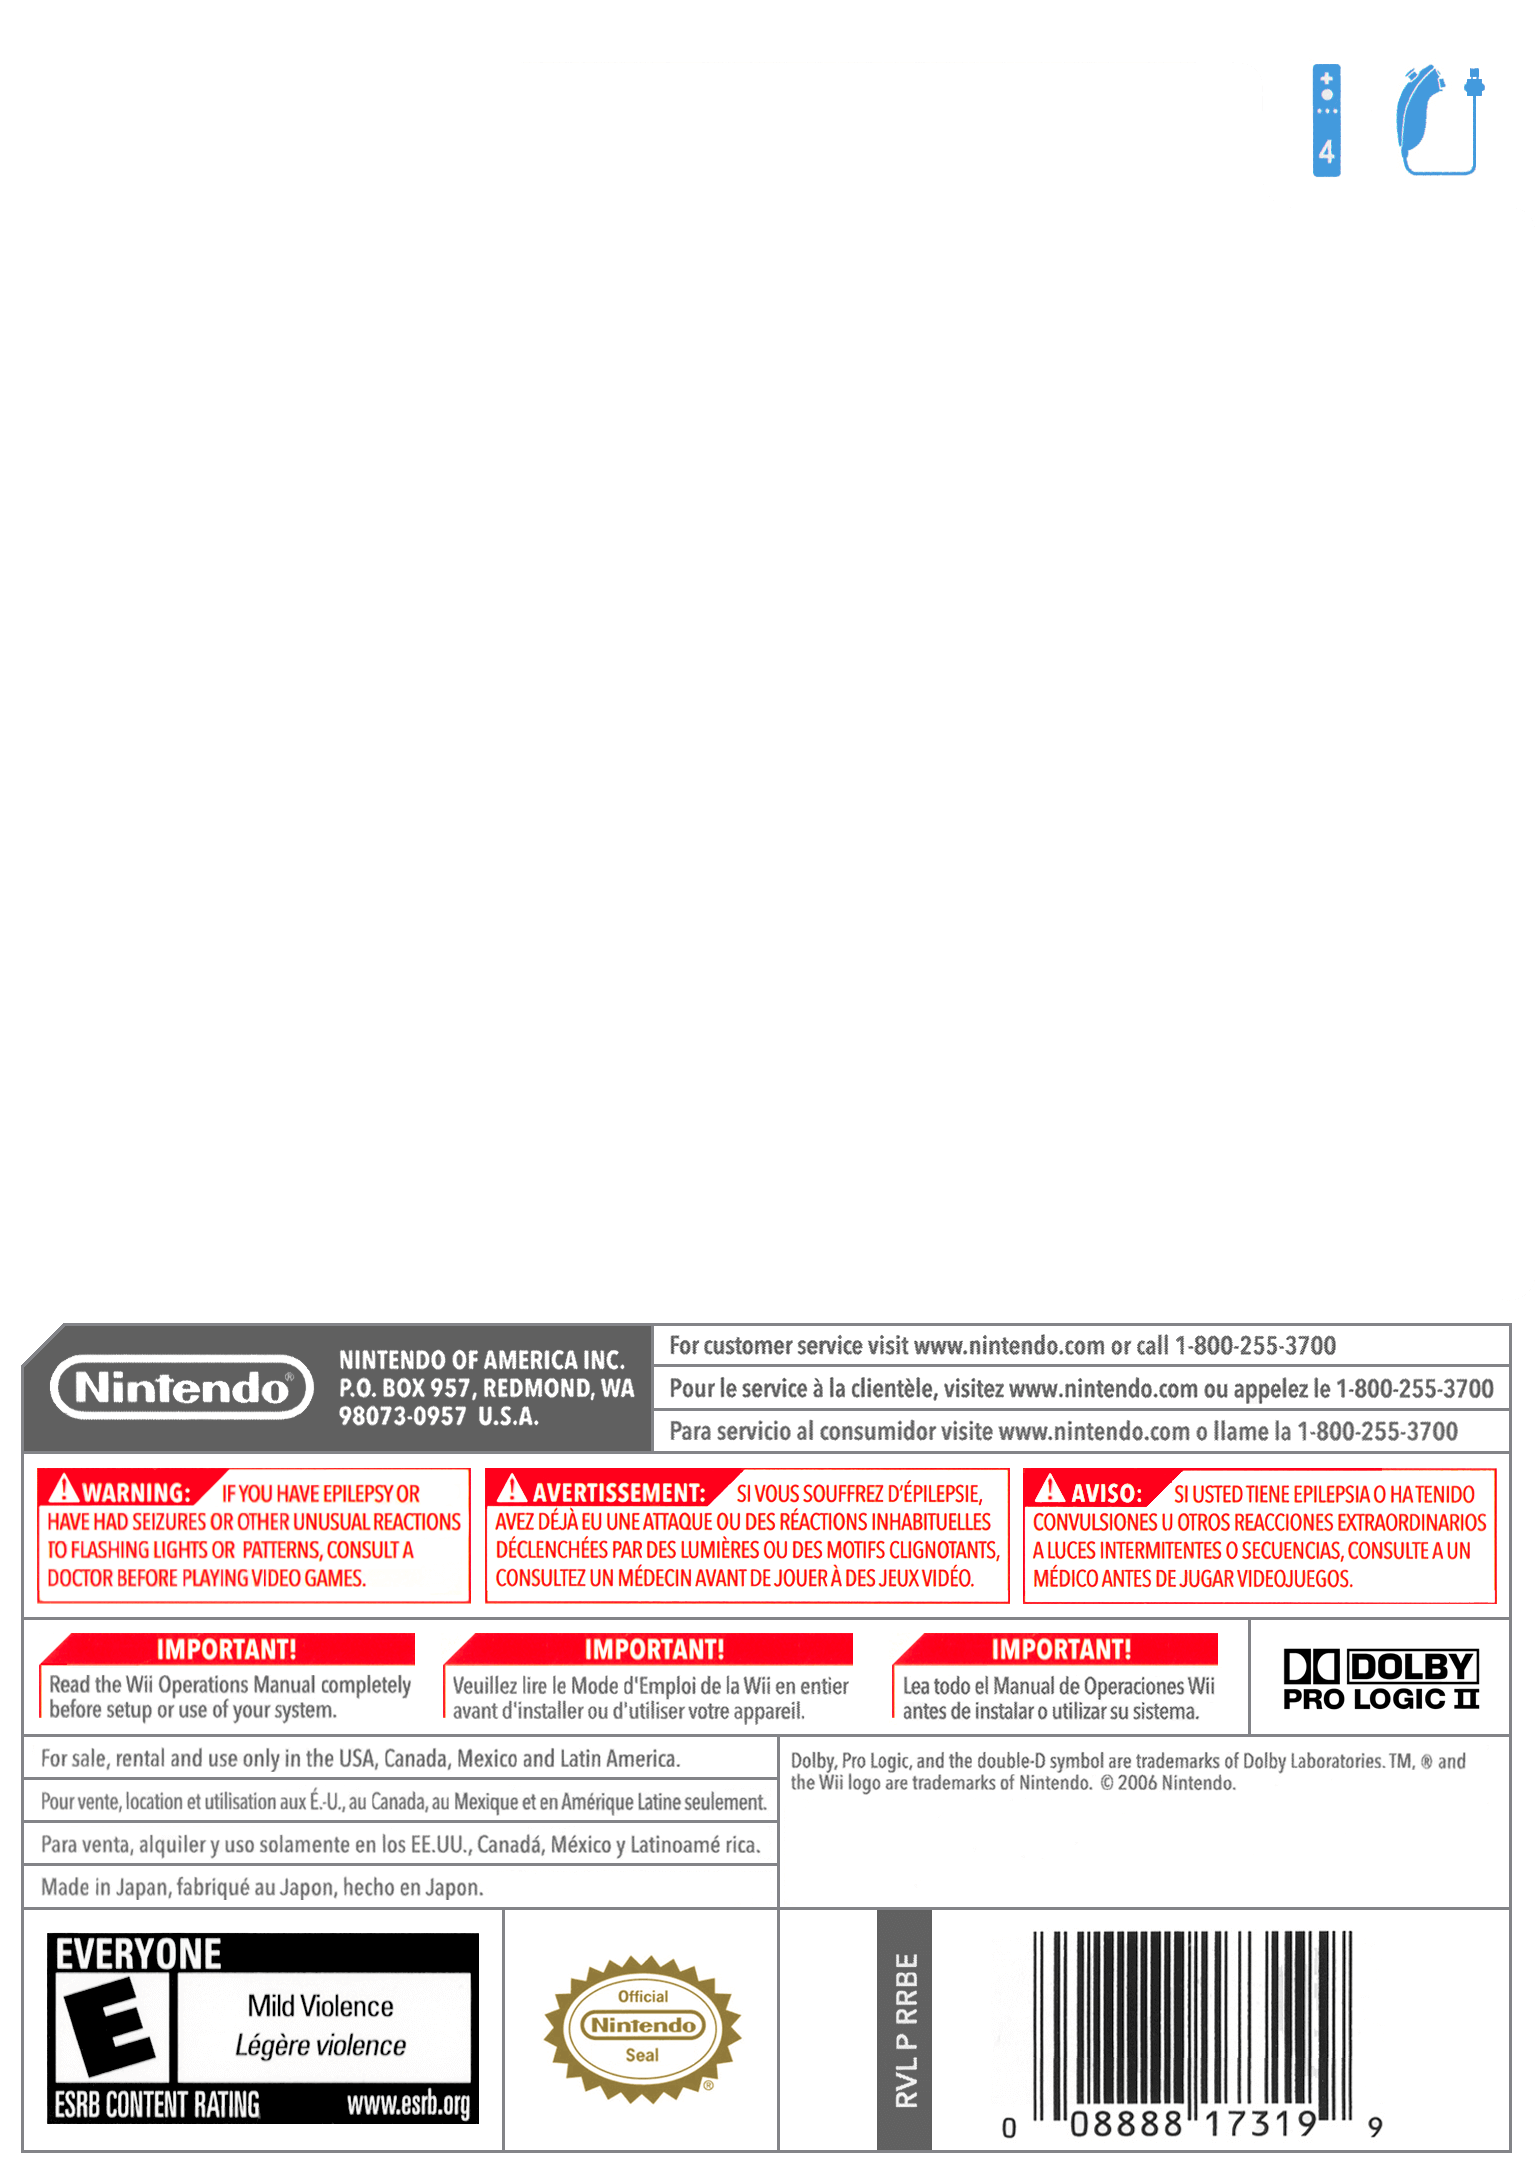 4
Nintendo®
NINTENDO OF AMERICA INC.
P.O. BOX 957, REDMOND, WA
98073-0957 U.S.A.
For customer service visit www.nintendo.com or call 1-800-255-3700
Pour le service à la clientèle, visitez www.nintendo.com ou appelez le 1-800-255-3700
Para servicio al consumidor visite www.nintendo.com o llame la 1-800-255-3700
WARNING: IF YOU HAVE EPILEPSY OR
HAVE HAD SEIZURES OR OTHER UNUSUAL REACTIONS
TO FLASHING LIGHTS OR PATTERNS, CONSULT A
DOCTOR BEFORE PLAYING VIDEO GAMES.
AVERTISSEMENT: SI VOUS SOUFFREZ D'ÉPILEPSIE,
AVEZ DÉJÀ EU UNE ATTAQUE OU DES RÉACTIONS INHABITUELLES
DÉCLENCHÉES PAR DES LUMIÈRES OU DES MOTIFS CLIGNOTANTS,
CONSULTEZ UN MÉDECIN AVANT DE JOUER À DES JEUX VIDÉO.
AVISO: SI USTED TIENE EPILEPSIA O HA TENIDO
CONVULSIONES U OTROS REACCIONES EXTRAORDINARIOS
A LUCES INTERMITENTES O SECUENCIAS, CONSULTE A UN
MÉDICO ANTES DE JUGAR VIDEOJUEGOS.
IMPORTANT!
Read the Wii Operations Manual completely
before setup or use of your system.
IMPORTANT!
Veuillez lire le Mode d'Emploi de la Wii en entier
avant d'installer ou d'utiliser votre appareil.
IMPORTANT!
Lea todo el Manual de Operaciones Wii
antes de instalar o utilizar su sistema.
DOLBY
PRO LOGIC II
For sale, rental and use only in the USA, Canada, Mexico and Latin America.
Pour vente, location et utilisation aux É.-U., au Canada, au Mexique et en Amérique Latine seulement.
Para venta, alquiler y uso solamente en los EE.UU., Canadá, México y Latinoamé rica.
Made in Japan, fabriqué au Japon, hecho en Japon.
Dolby, Pro Logic, and the double-D symbol are trademarks of Dolby Laboratories. TM, ® and
the Wii logo are trademarks of Nintendo. © 2006 Nintendo.
EVERYONE
E
Mild Violence
Légère violence
ESRB CONTENT RATING www.esrb.org
Official
Nintendo
Seal
®
RVL P RRBE
0 08888 17319 9